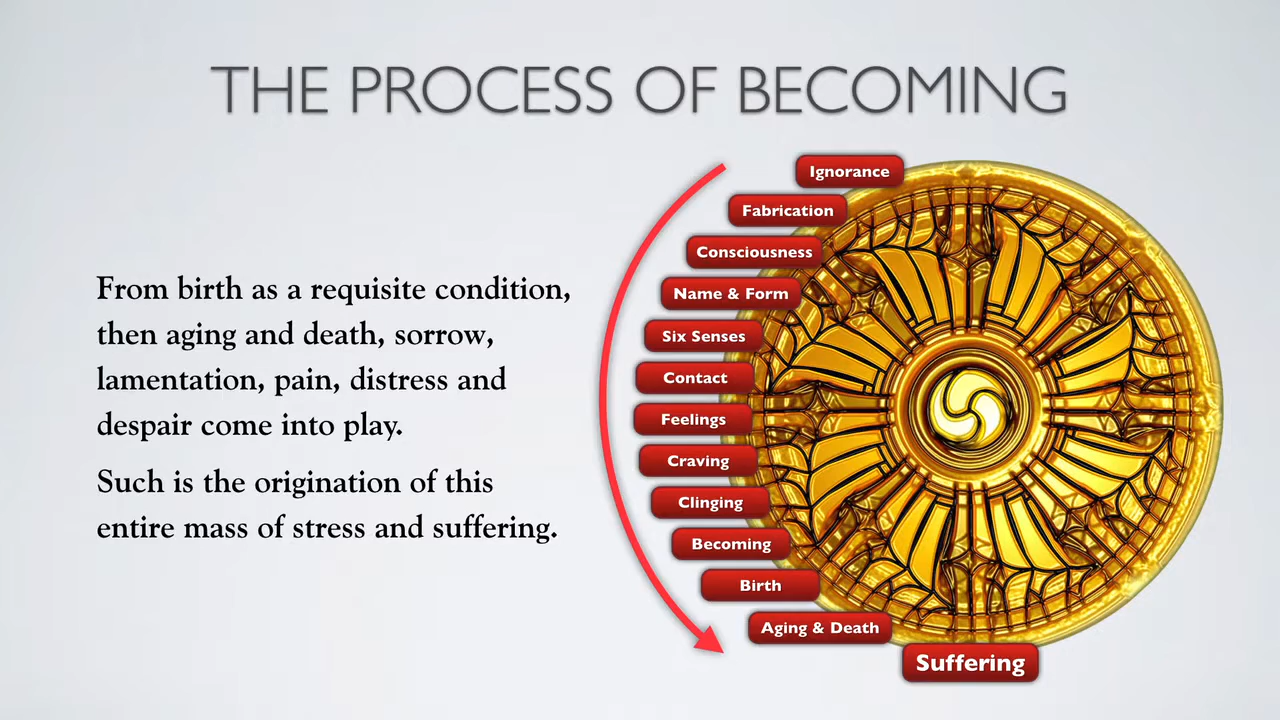 THE PROCESS OF BECOMING
From birth as a requisite condition,
then aging and death, sorrow,
lamentation, pain, distress and
despair come into play.
Such is the origination of this
entire mass of stress and suffering.
Ignorance
Fabrication
Consciousness
Name & Form
Six Senses
Contact
Feelings
Craving
Clinging
Becoming
Birth
Aging & Death
Suffering